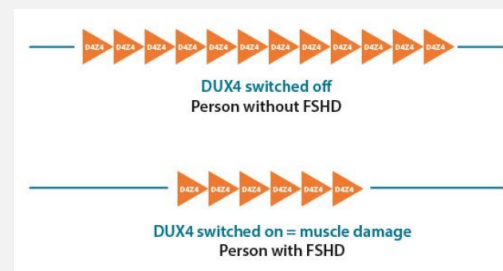 D4Z4 D4Z4 D4Z4 D4Z4 D4Z4 D4Z4 D4Z4 D4Z4 D4Z4 D4Z4 D4Z4 D4Z4
DUX4 switched off
Person without FSHD
D4Z4 D4Z4 D4Z4 D4Z4 D4Z4 D4Z4
DUX4 switched on = muscle damage
Person with FSHD